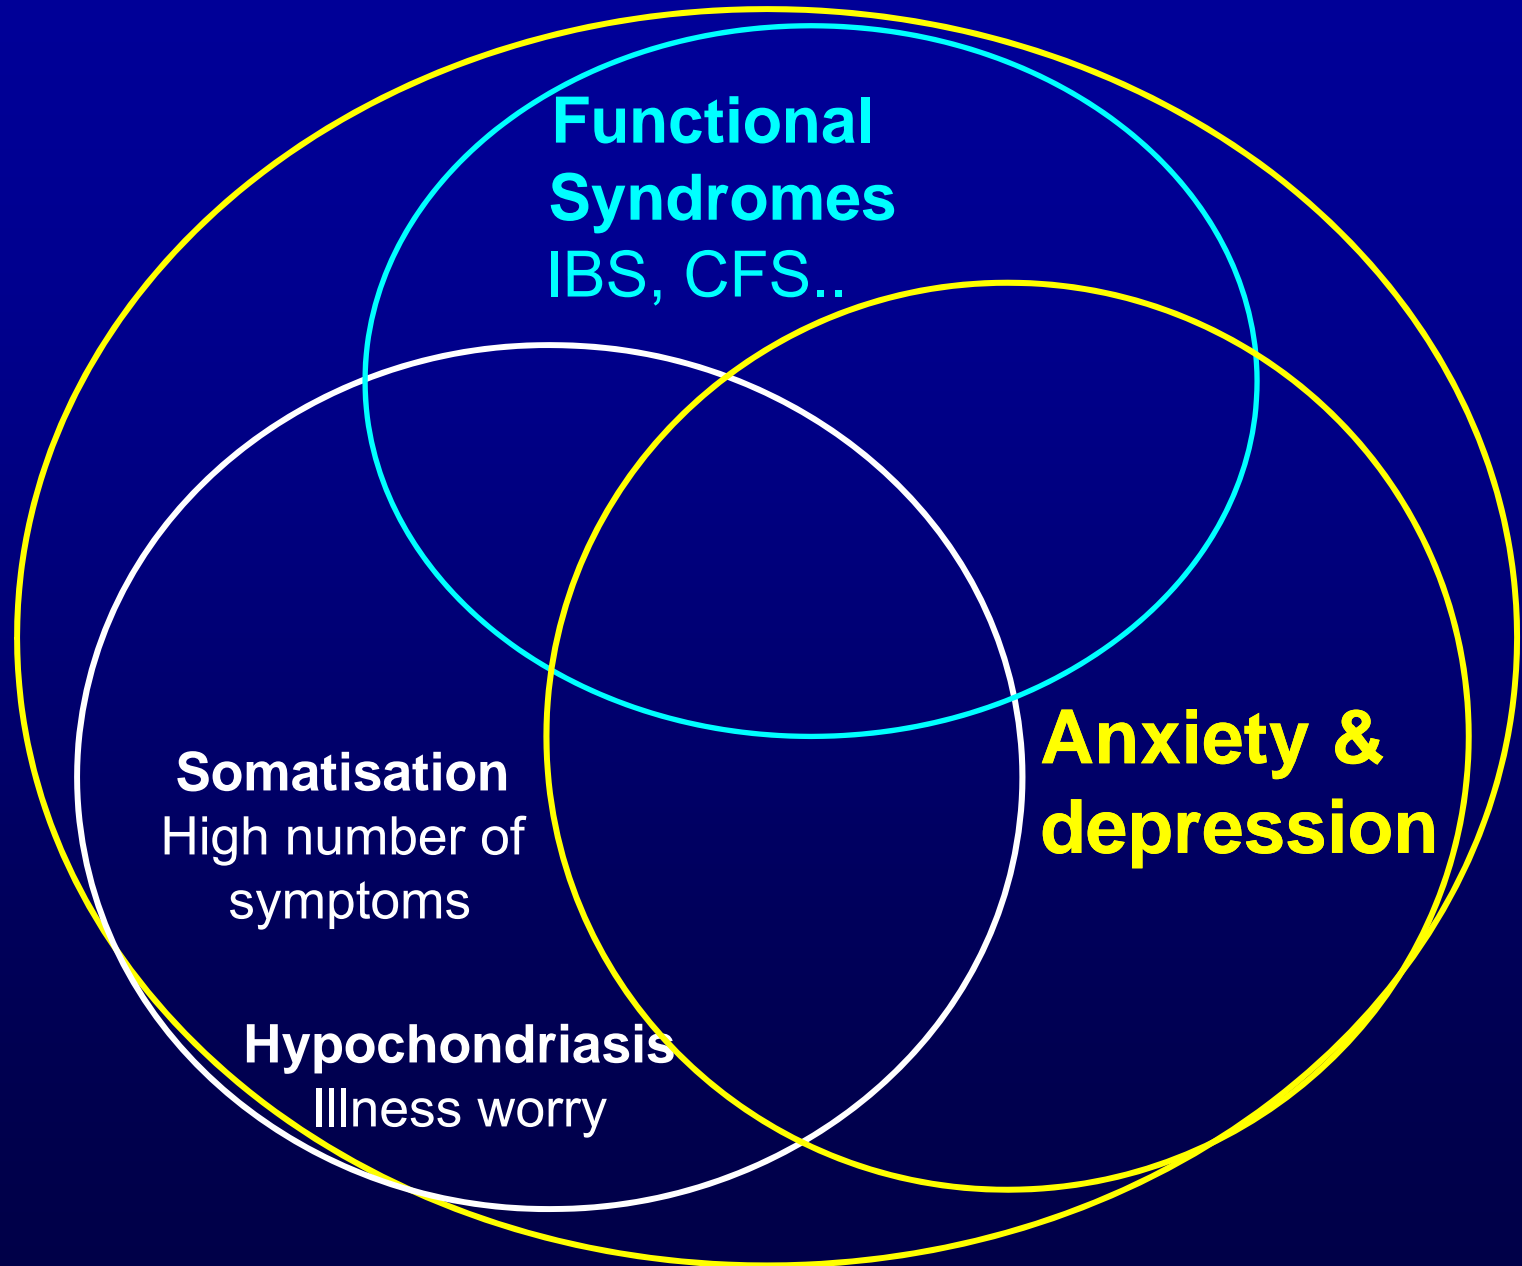 Functional
Syndromes
IBS, CFS..
Somatisation
High number of
symptoms
Hypochondriasis
Illness worry
Anxiety &
depression